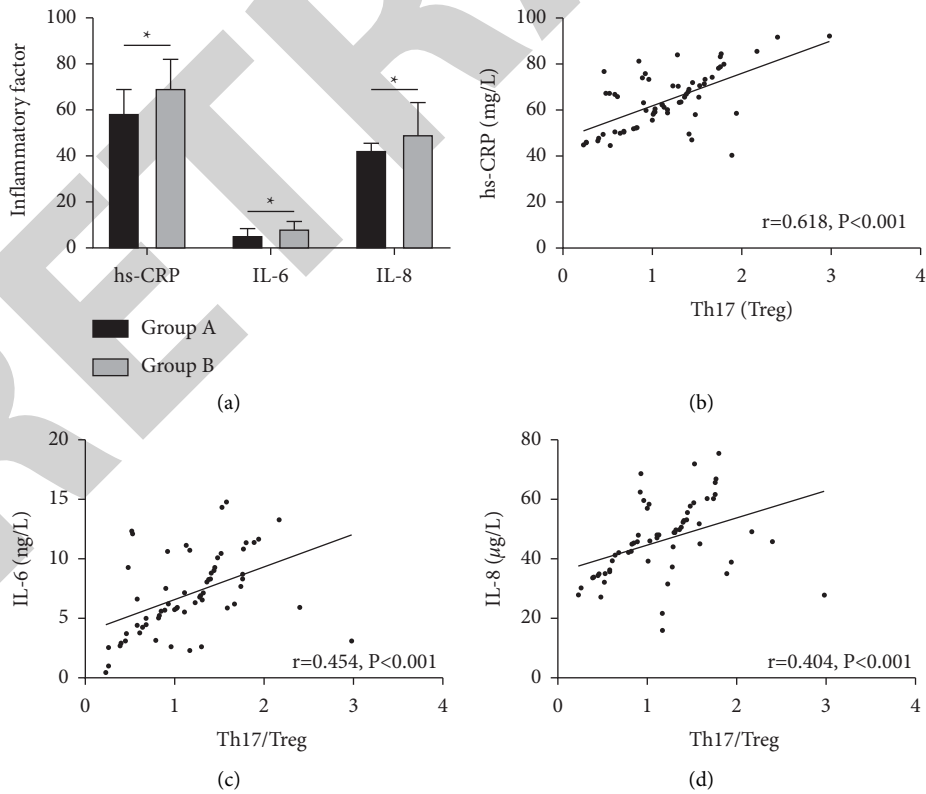 RETRA
100
80
60
40
20
0
Inflammatory factor
*
*
*
hs-CRP
IL-6
IL-8
Group A
Group B
(a)
100
80
60
40
20
0
hs-CRP (mg/L)
r=0.618, P<0.001
0
1
2
3
4
Th17 (Treg)
(b)
20
15
10
5
0
IL-6 (ng/L)
r=0.454, P<0.001
0
1
2
3
4
Th17/Treg
(c)
80
60
40
20
0
IL-8 (μg/L)
r=0.404, P<0.001
0
1
2
3
4
Th17/Treg
(d)